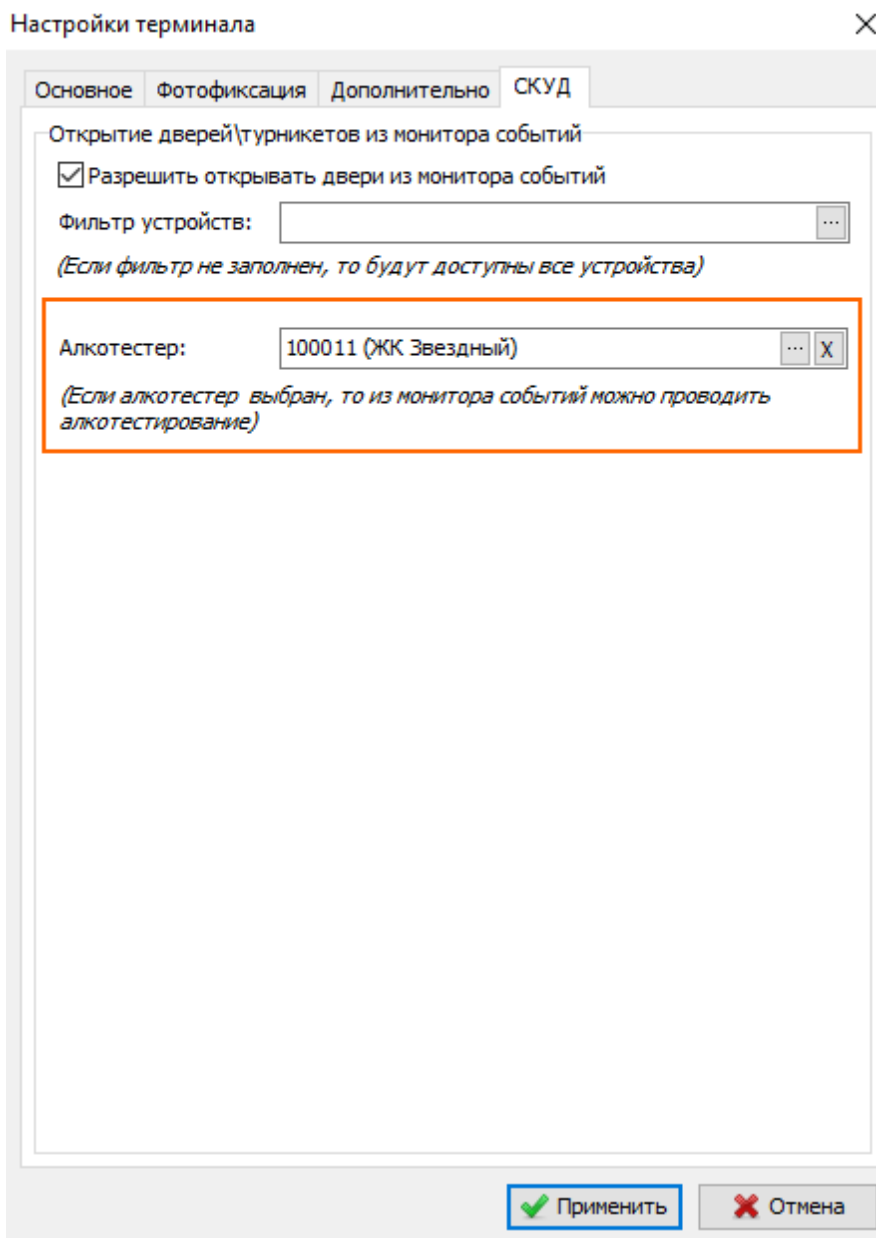 Настройки терминала
Основное Фотофиксация Дополнительно СКУД
Открытие дверей\турникетов из монитора событий
Разрешить открывать двери из монитора событий
Фильтр устройств: ...
(Если фильтр не заполнен, то будут доступны все устройства)
Алкотестер: 100011 (ЖК Звездный) ... X
(Если алкотестер выбран, то из монитора событий можно проводить
алкотестирование)
Применить Отмена